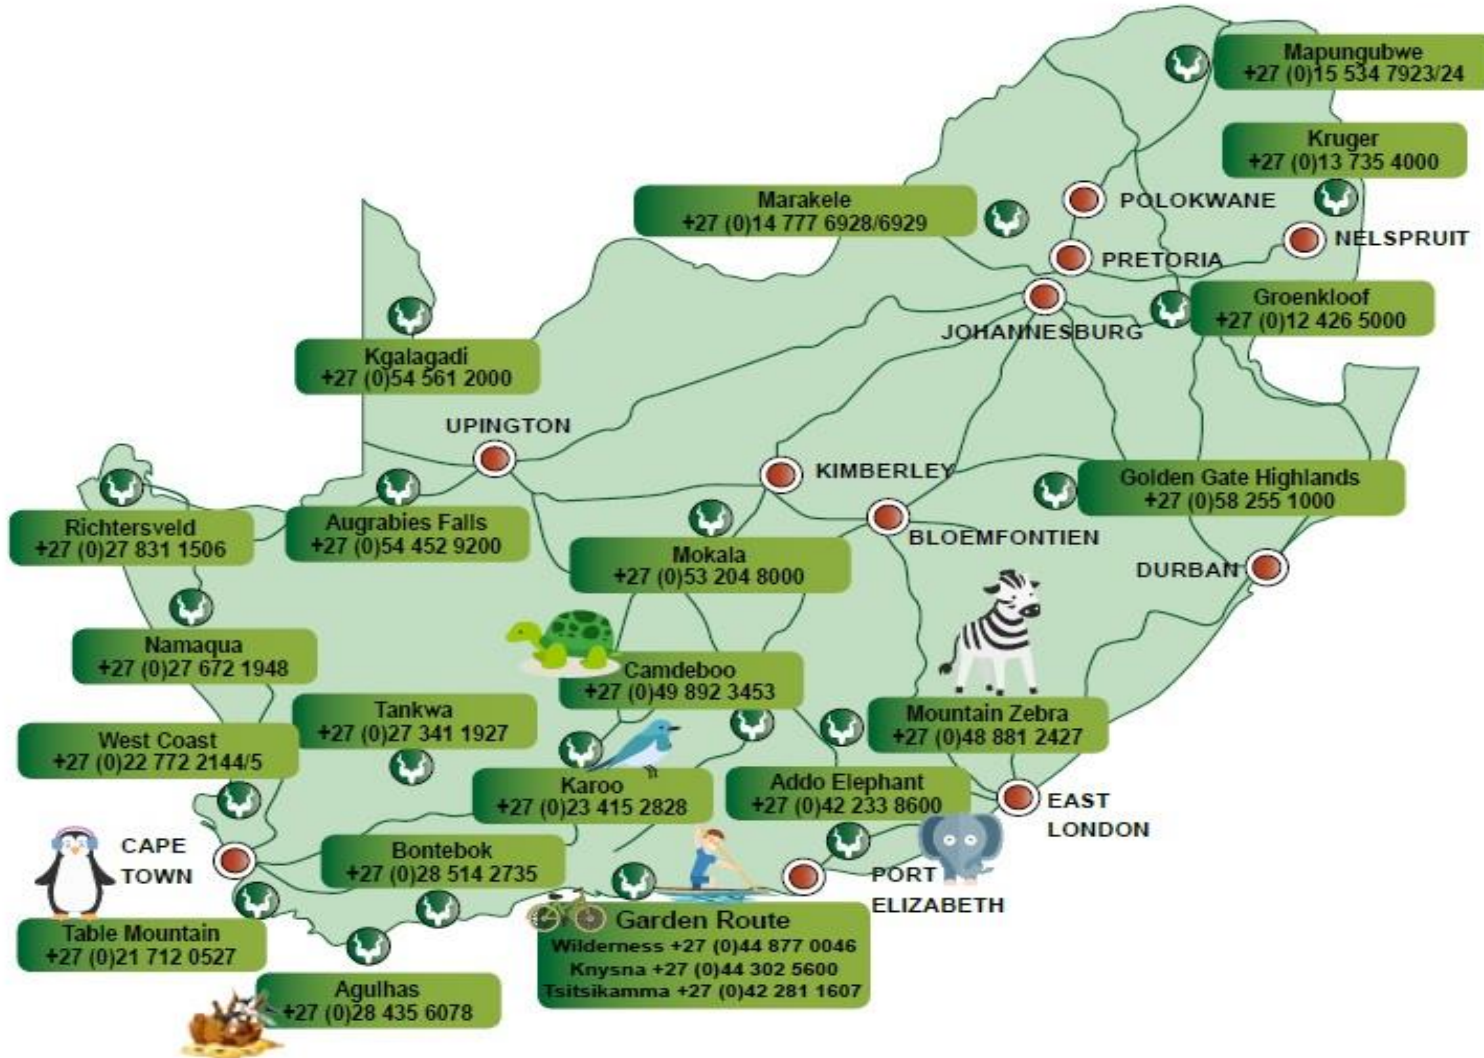 Mapungubwe
+27 (0)15 534 7923/24
Kruger
+27 (0)13 735 4000
Marakele
+27 (0)14 777 6928/6929
POLOKWANE
NELSPRUIT
PRETORIA
Groenkloof
+27 (0)12 426 5000
JOHANNESBURG
Kgalagadi
+27 (0)54 561 2000
UPINGTON
KIMBERLEY
Golden Gate Highlands
+27 (0)58 255 1000
Richtersveld
+27 (0)27 831 1506
Augrabies Falls
+27 (0)54 452 9200
BLOEMFONTIEN
Mokala
+27 (0)53 204 8000
DURBAN
Namaqua
+27 (0)27 672 1948
Camdeboo
+27 (0)49 892 3453
Tankwa
+27 (0)27 341 1927
Mountain Zebra
+27 (0)48 881 2427
West Coast
+27 (0)22 772 2144/5
Karoo
+27 (0)23 415 2828
Addo Elephant
+27 (0)42 233 8600
EAST
LONDON
CAPE
TOWN
Bontebok
+27 (0)28 514 2735
PORT
ELIZABETH
Table Mountain
+27 (0)21 712 0527
Garden Route
Wilderness +27 (0)44 877 0046
Knysna +27 (0)44 302 5600
Tsitsikamma +27 (0)42 281 1607
Agulhas
+27 (0)28 435 6078